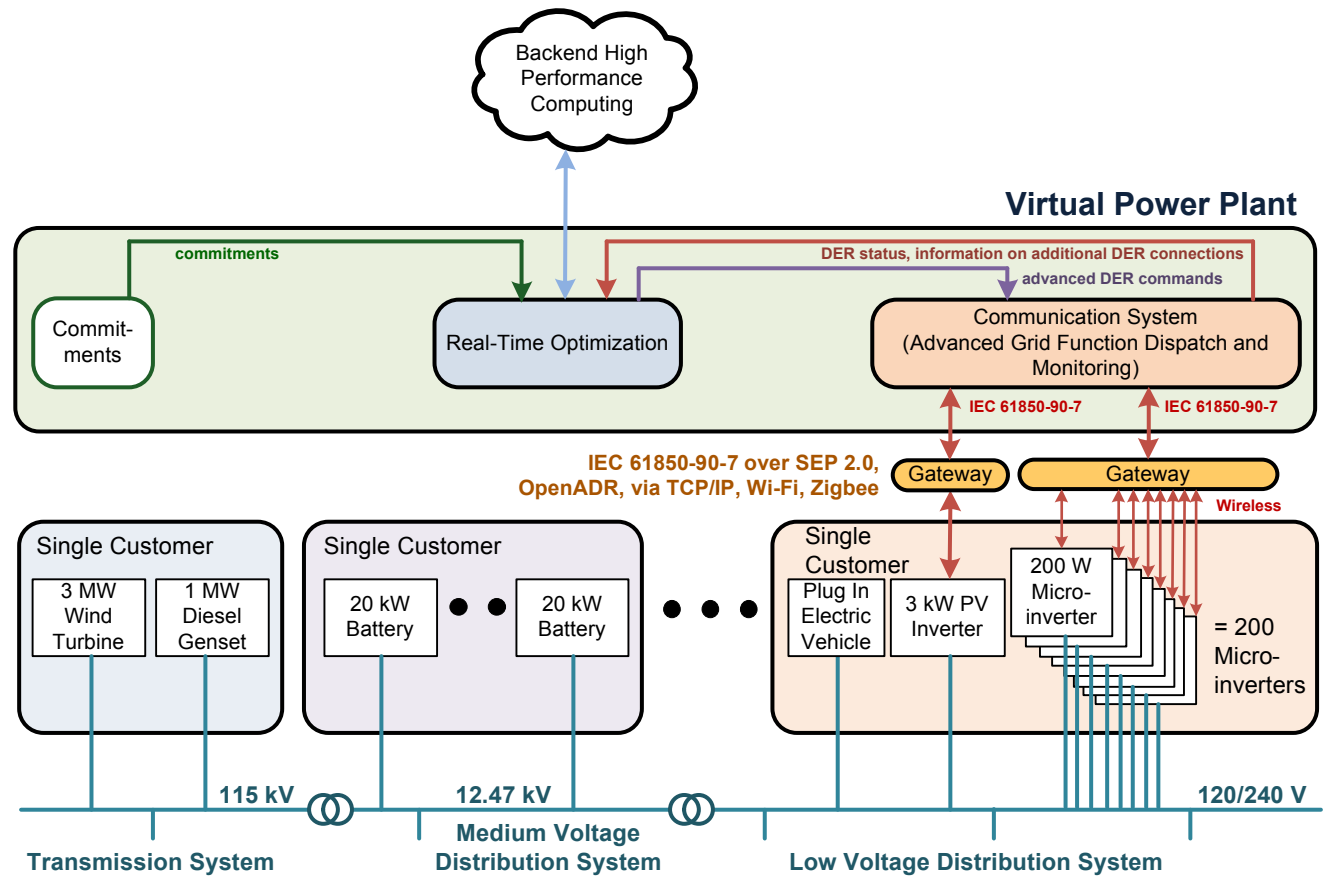 Backend High
Performance
Computing
Virtual Power Plant
commitments
DER status, information on additional DER connections
advanced DER commands
Commit-
ments
Real-Time Optimization
Communication System
(Advanced Grid Function Dispatch and
Monitoring)
IEC 61850-90-7
IEC 61850-90-7
IEC 61850-90-7 over SEP 2.0,
OpenADR, via TCP/IP, Wi-Fi, Zigbee
Gateway
Gateway
Wireless
Single Customer
3 MW
Wind
Turbine
1 MW
Diesel
Genset
Single Customer
20 kW
Battery
20 kW
Battery
Single
Customer
Plug In
Electric
Vehicle
3 kW PV
Inverter
200 W
Micro-
inverter
= 200
Micro-
inverters
115 kV
12.47 kV
120/240 V
Transmission System
Medium Voltage
Distribution System
Low Voltage Distribution System